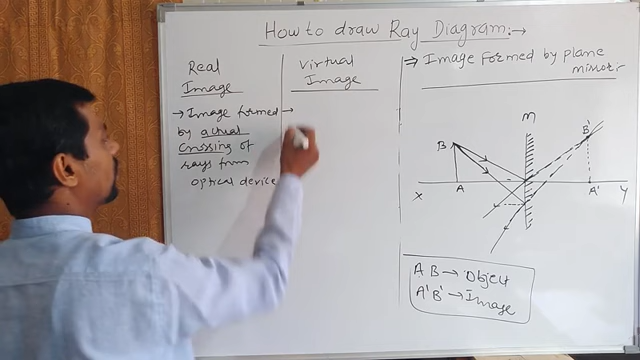 How to draw Ray Diagram:→
Real
Image
→ Image formed
by actual
crossing of
rays from
optical device
Virtual
Image
→
⇒ Image formed by plane
mirror:
M
B
B'
X
A
A'
Y
AB → Object
A'B' → Image